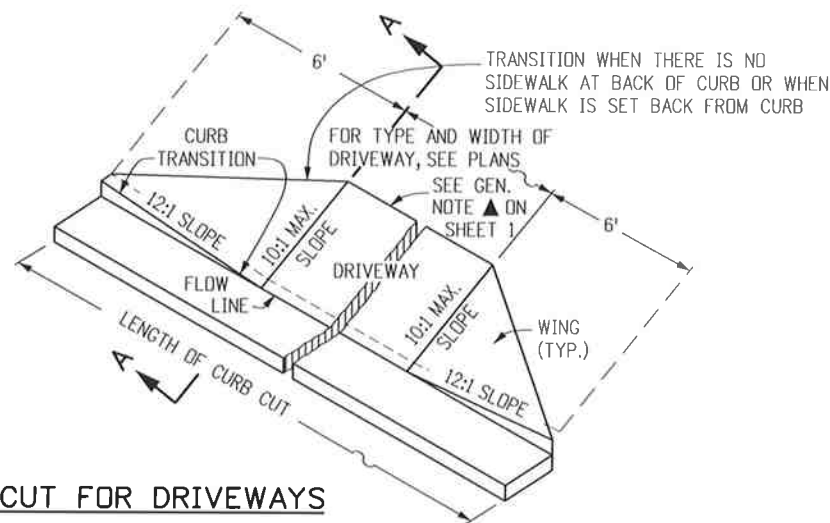 A
6'
TRANSITION WHEN THERE IS NO
SIDEWALK AT BACK OF CURB OR WHEN
SIDEWALK IS SET BACK FROM CURB
CURB
TRANSITION
FOR TYPE AND WIDTH OF
DRIVEWAY, SEE PLANS
SEE GEN.
NOTE ▲ ON
SHEET 1
6'
12:1 SLOPE
10:1 MAX.
SLOPE
DRIVEWAY
FLOW
LINE
10:1 MAX.
SLOPE
WING
(TYP.)
12:1 SLOPE
LENGTH OF CURB CUT
A
CUT FOR DRIVEWAYS